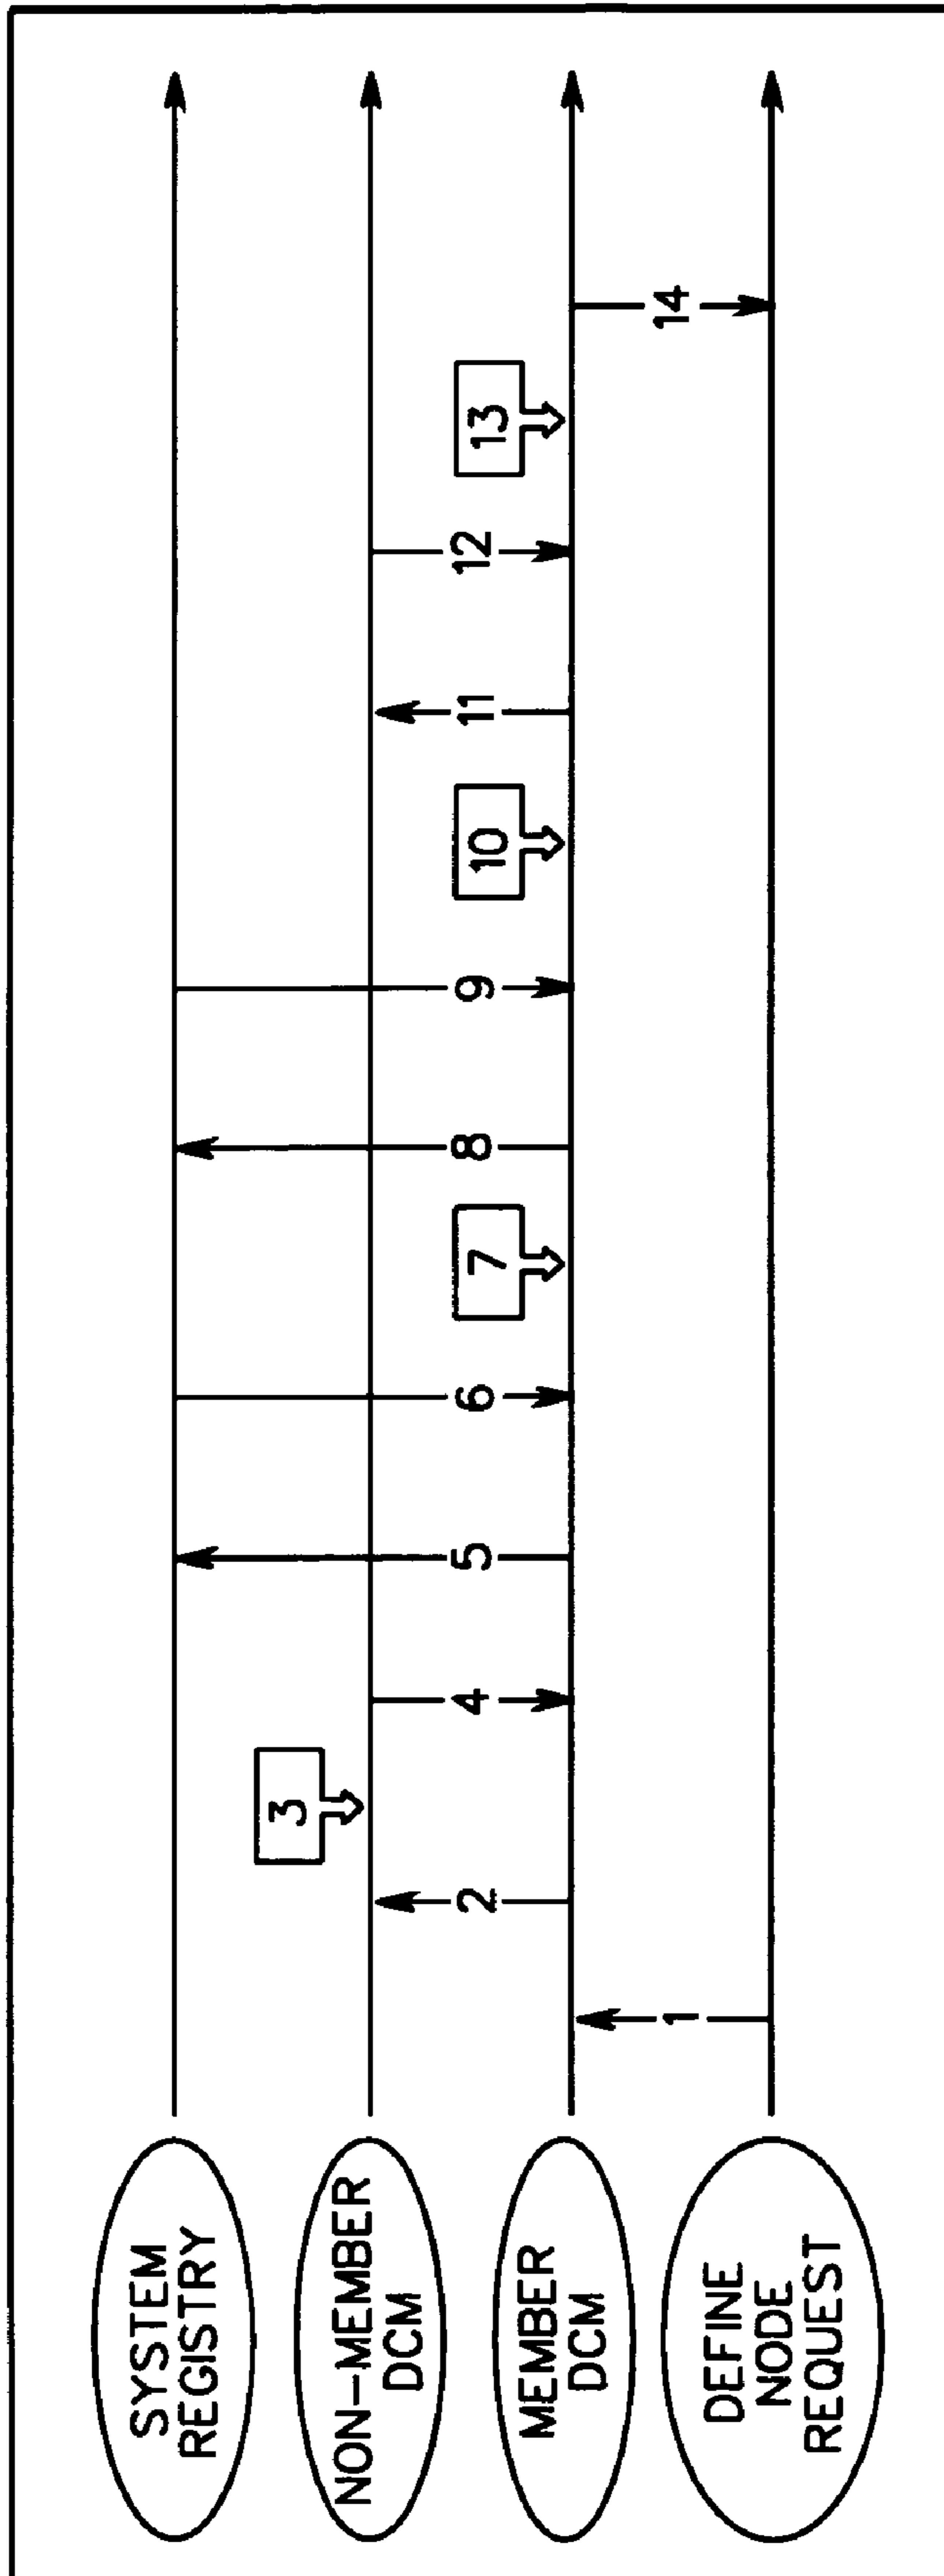 SYSTEM
REGISTRY
3
NON-MEMBER
DCM
2
4
5
6
7
8
9
10
11
12
13
MEMBER
DCM
1
14
DEFINE
NODE
REQUEST